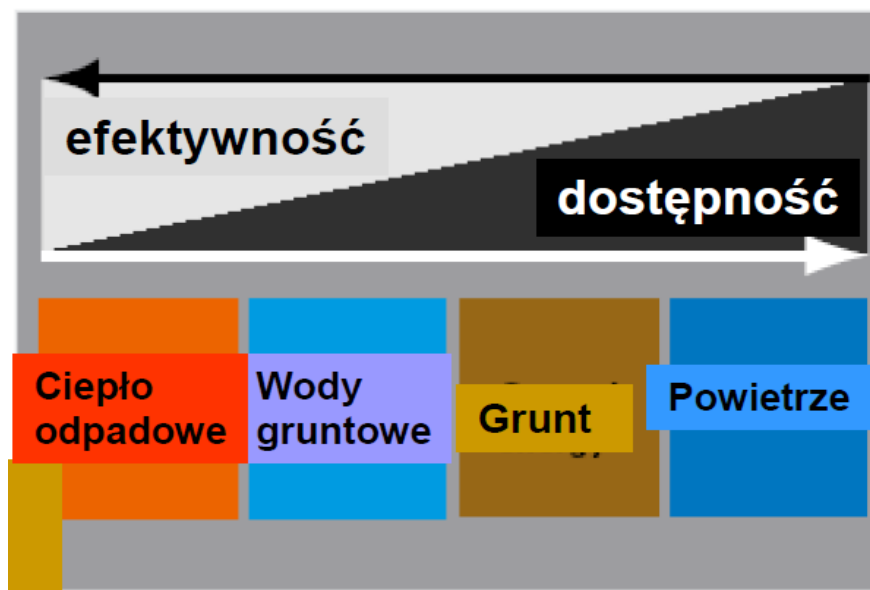 efektywność
dostępność
Ciepło
odpadowe
Wody
gruntowe
Grunt
Powietrze